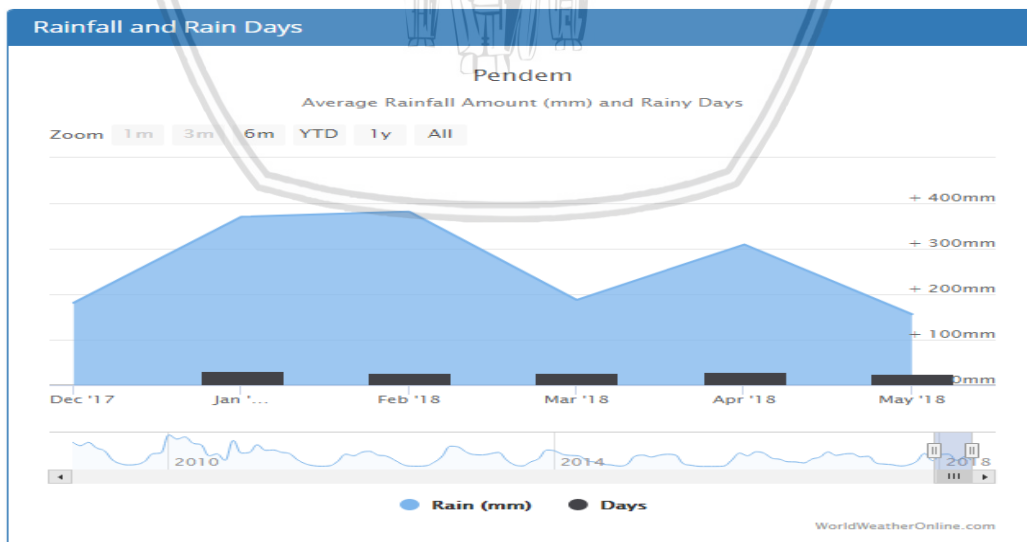 Rainfall and Rain Days
Pendem
Average Rainfall Amount (mm) and Rainy Days
Zoom 1m 3m 6m YTD 1y All
+ 400mm
+ 300mm
+ 200mm
+ 100mm
0mm
Dec '17 Jan '... Feb '18 Mar '18 Apr '18 May '18
2010 2014 2018
Rain (mm) Days
WorldWeatherOnline.com